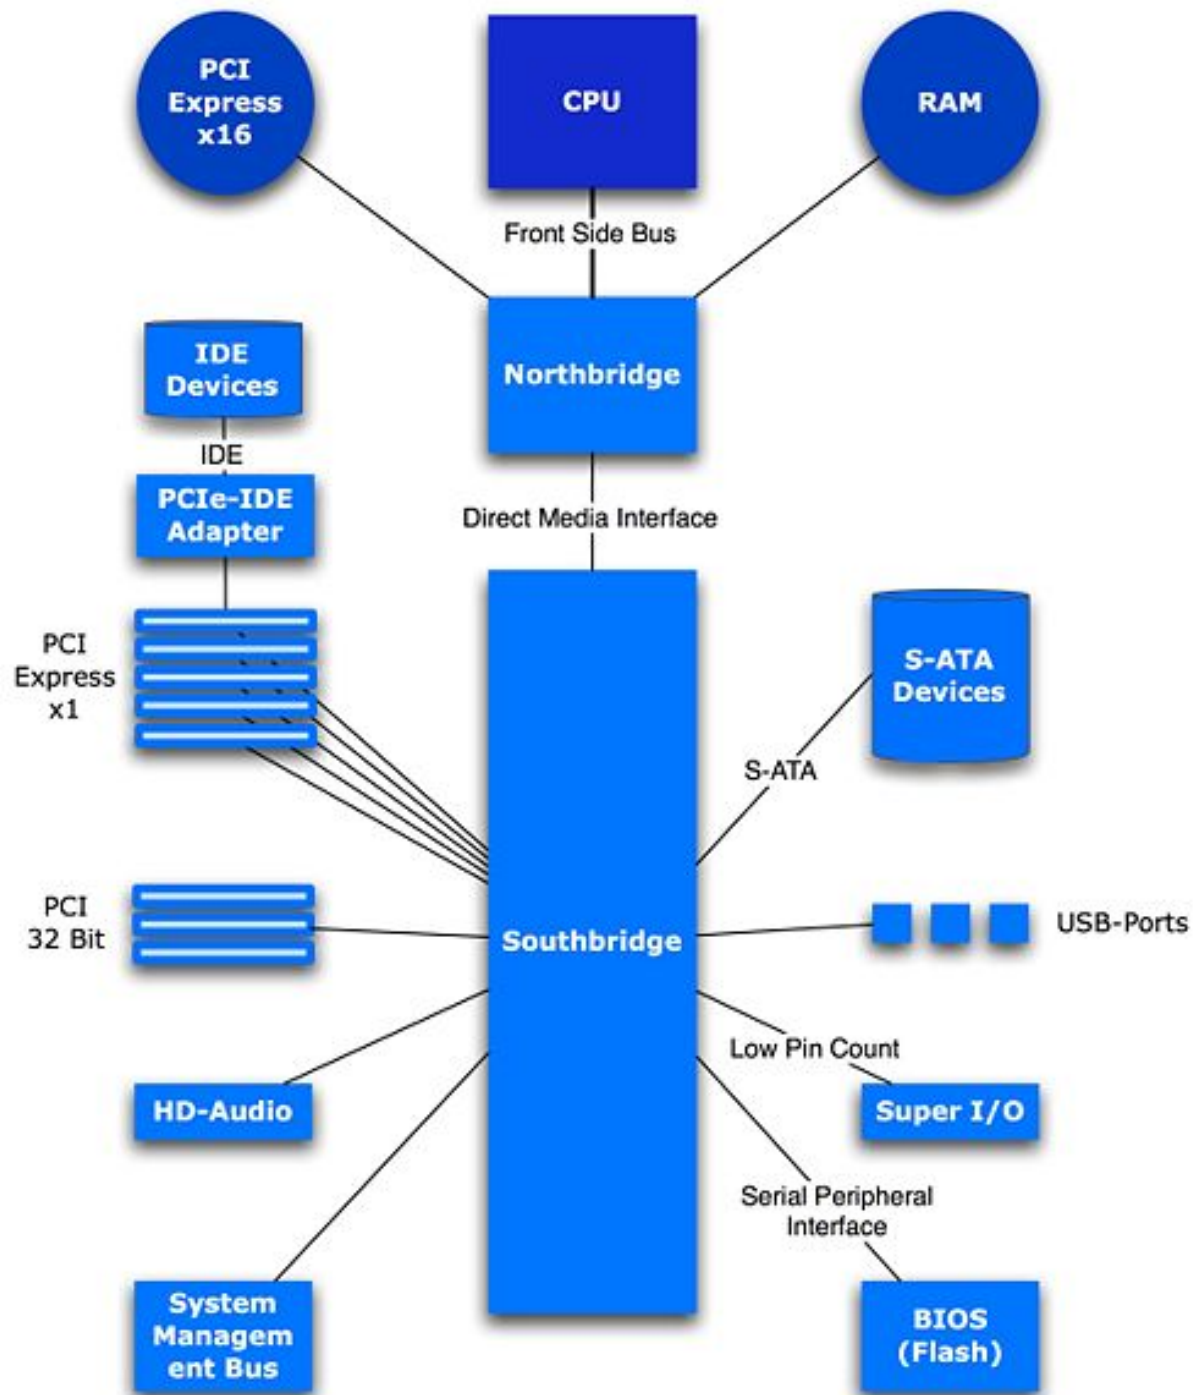 PCI
Express
x16
CPU
RAM
Front Side Bus
IDE
Devices
Northbridge
IDE
PCIe-IDE
Adapter
Direct Media Interface
PCI
Express
x1
S-ATA
Devices
S-ATA
PCI
32 Bit
Southbridge
USB-Ports
Low Pin Count
HD-Audio
Super I/O
Serial Peripheral
Interface
System
Managem
ent Bus
BIOS
(Flash)